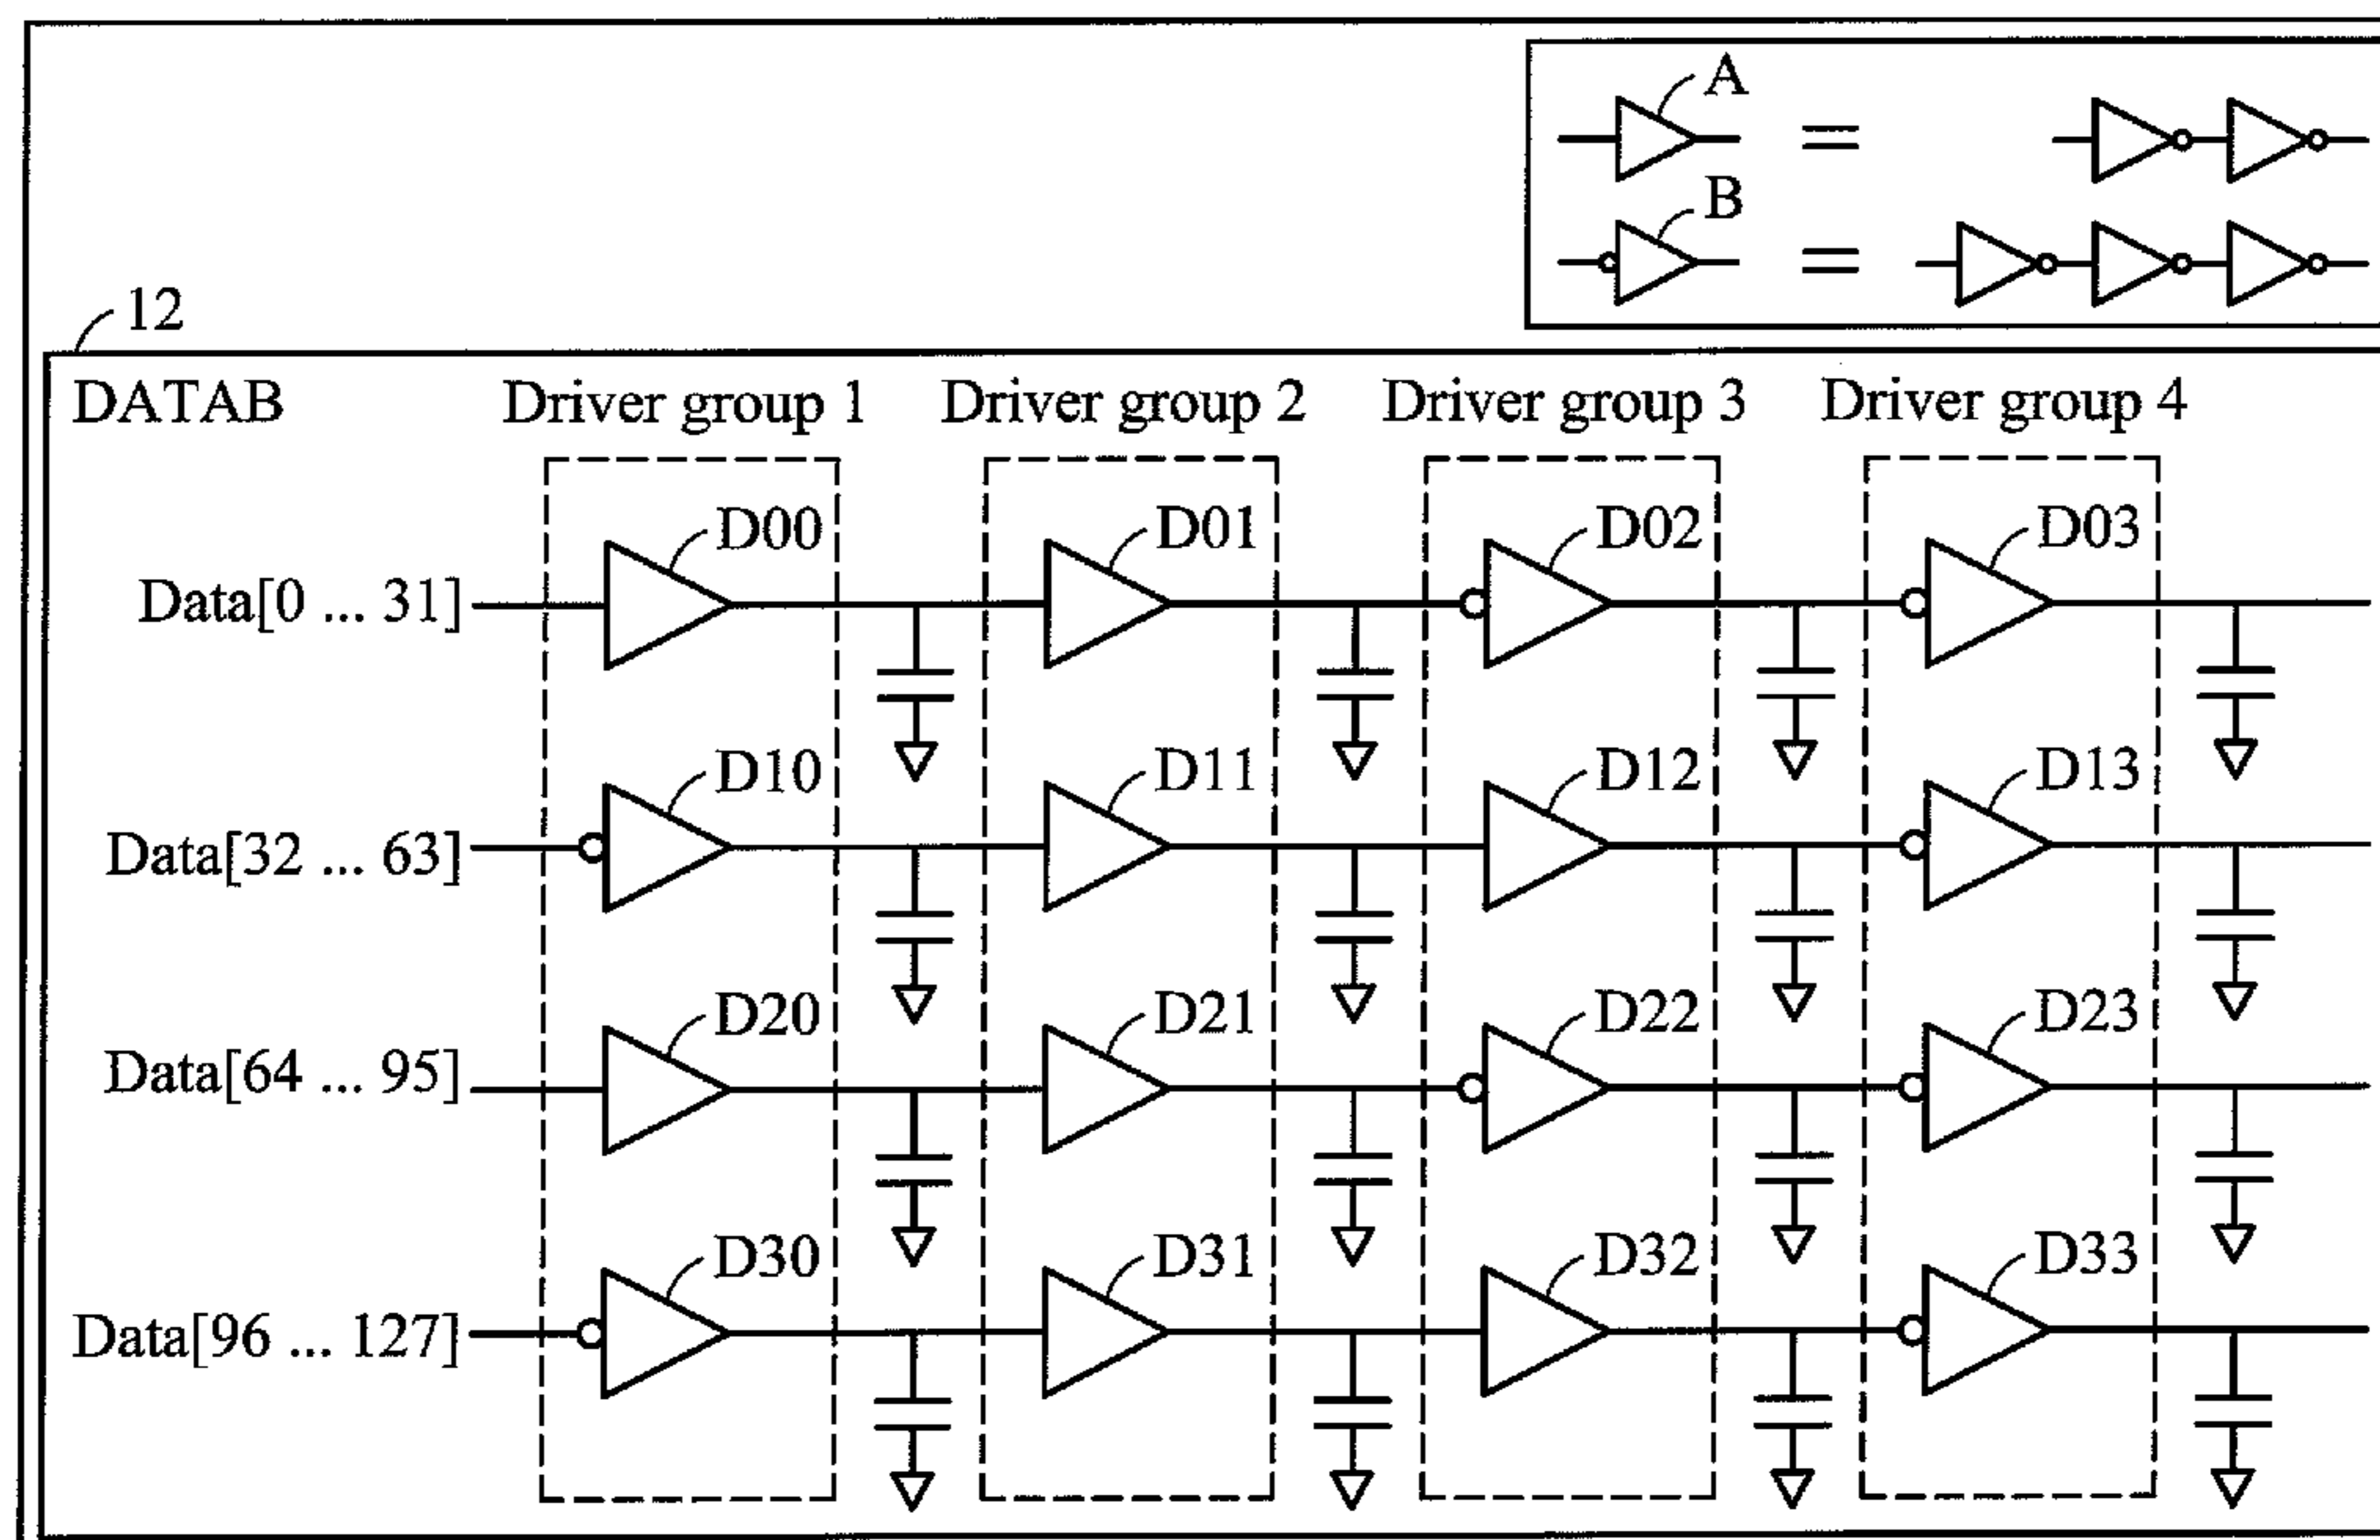 A
B
12
DATAB
Driver group 1 Driver group 2 Driver group 3 Driver group 4
D00 D01 D02 D03
Data[0 ... 31]
D10 D11 D12 D13
Data[32 ... 63]
D20 D21 D22 D23
Data[64 ... 95]
D30 D31 D32 D33
Data[96 ... 127]